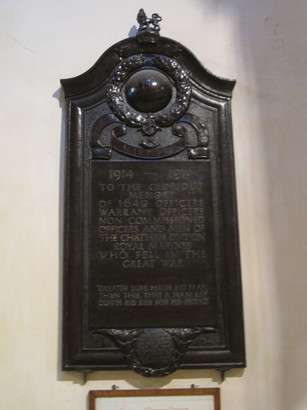 1914 – 1919
TO THE GLORIOUS
MEMORY
OF 1642 OFFICERS
WARRANT OFFICERS
NON COMMISSIONED
OFFICERS AND MEN OF
THE CHATHAM DIVISION
ROYAL MARINES
WHO FELL IN THE
GREAT WAR
GREATER LOVE HATH NO MAN
THAN THIS THAT A MAN LAY
DOWN HIS LIFE FOR HIS FRIENDS